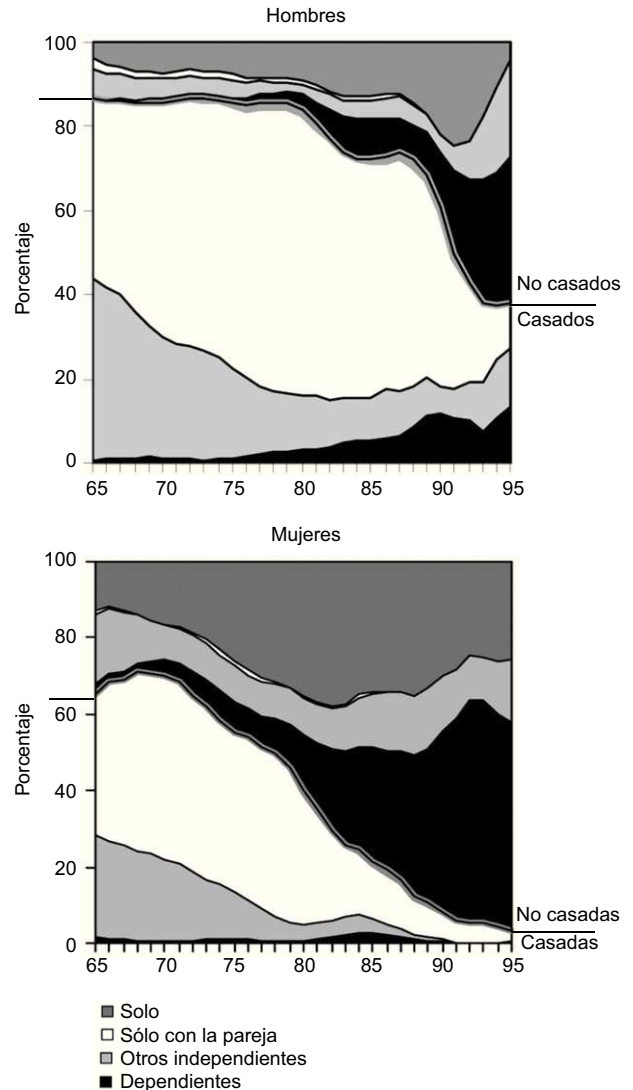 Hombres
100
80
60
40
20
0
Porcentaje
No casados
Casados
65 70 75 80 85 90 95
Mujeres
100
80
60
40
20
0
Porcentaje
No casadas
Casadas
65 70 75 80 85 90 95
Solo
Sólo con la pareja
Otros independientes
Dependientes